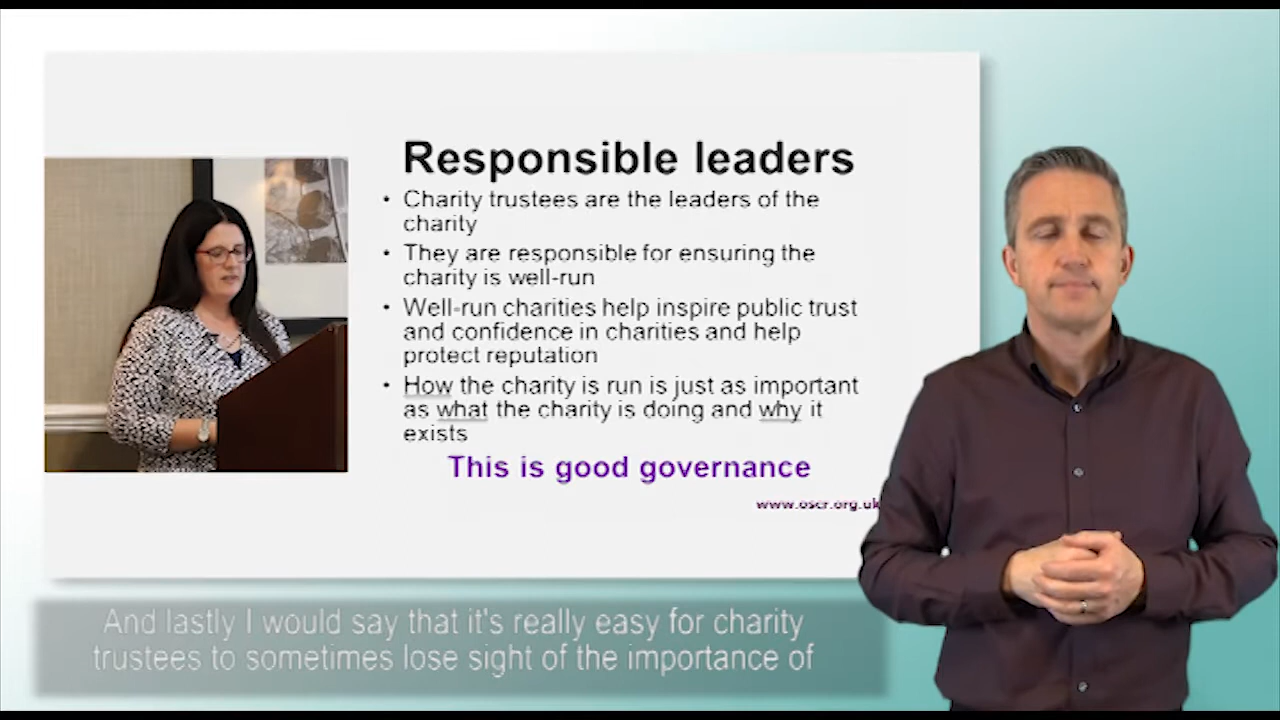 Responsible leaders
• Charity trustees are the leaders of the
charity
• They are responsible for ensuring the
charity is well-run
• Well-run charities help inspire public trust
and confidence in charities and help
protect reputation
• How the charity is run is just as important
as what the charity is doing and why it
exists
This is good governance
www.oscr.org.uk
And lastly I would say that it's really easy for charity
trustees to sometimes lose sight of the importance of